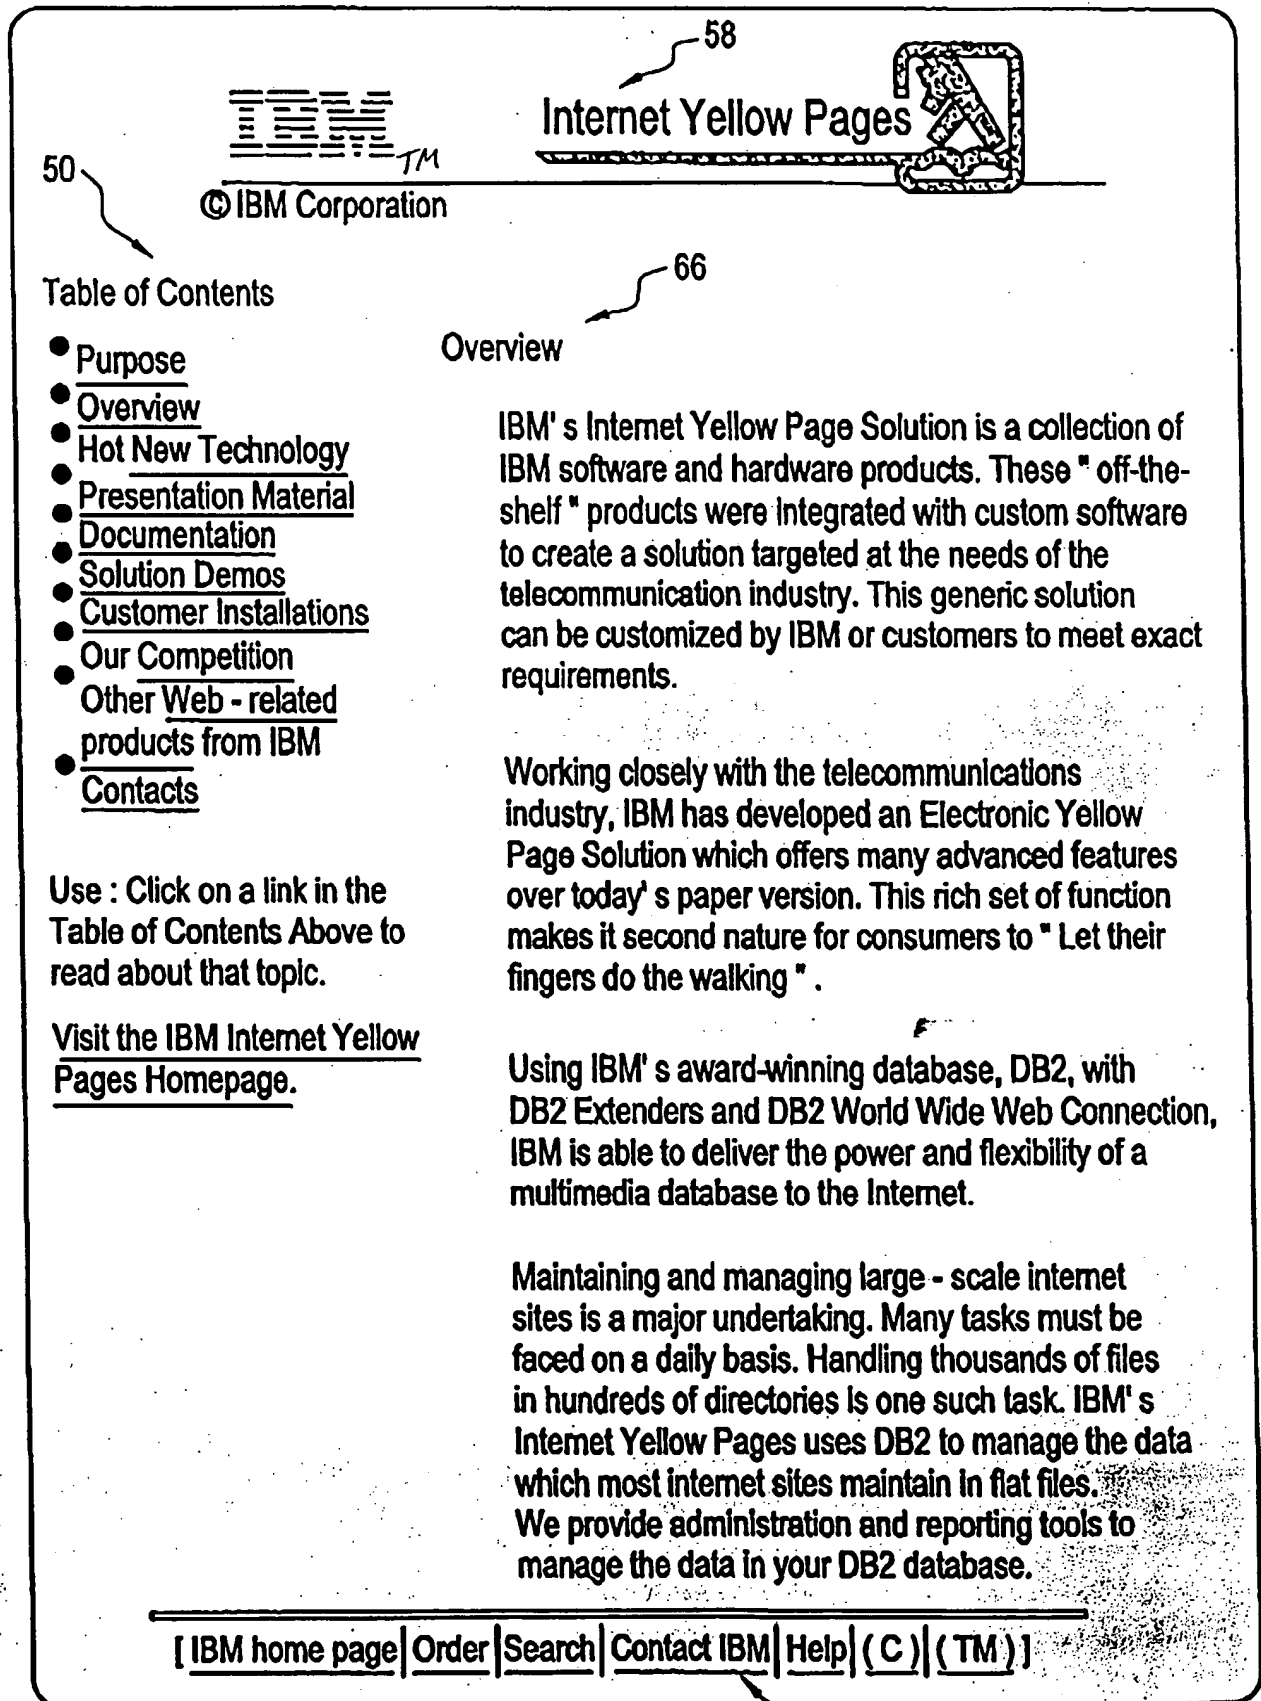 58
IBM TM
Internet Yellow Pages
50
© IBM Corporation
66
Table of Contents
● Purpose
● Overview
● Hot New Technology
● Presentation Material
● Documentation
● Solution Demos
● Customer Installations
● Our Competition
● Other Web - related
products from IBM
● Contacts
Use : Click on a link in the
Table of Contents Above to
read about that topic.
Visit the IBM Internet Yellow
Pages Homepage.
Overview
IBM' s Internet Yellow Page Solution is a collection of
IBM software and hardware products. These " off-the-
shelf " products were integrated with custom software
to create a solution targeted at the needs of the
telecommunication industry. This generic solution
can be customized by IBM or customers to meet exact
requirements.
Working closely with the telecommunications
industry, IBM has developed an Electronic Yellow
Page Solution which offers many advanced features
over today' s paper version. This rich set of function
makes it second nature for consumers to " Let their
fingers do the walking " .
Using IBM' s award-winning database, DB2, with
DB2 Extenders and DB2 World Wide Web Connection,
IBM is able to deliver the power and flexibility of a
multimedia database to the Internet.
Maintaining and managing large - scale internet
sites is a major undertaking. Many tasks must be
faced on a daily basis. Handling thousands of files
in hundreds of directories is one such task. IBM' s
Internet Yellow Pages uses DB2 to manage the data
which most internet sites maintain in flat files.
We provide administration and reporting tools to
manage the data in your DB2 database.
[ IBM home page | Order | Search | Contact IBM | Help | ( C ) | ( TM ) ]